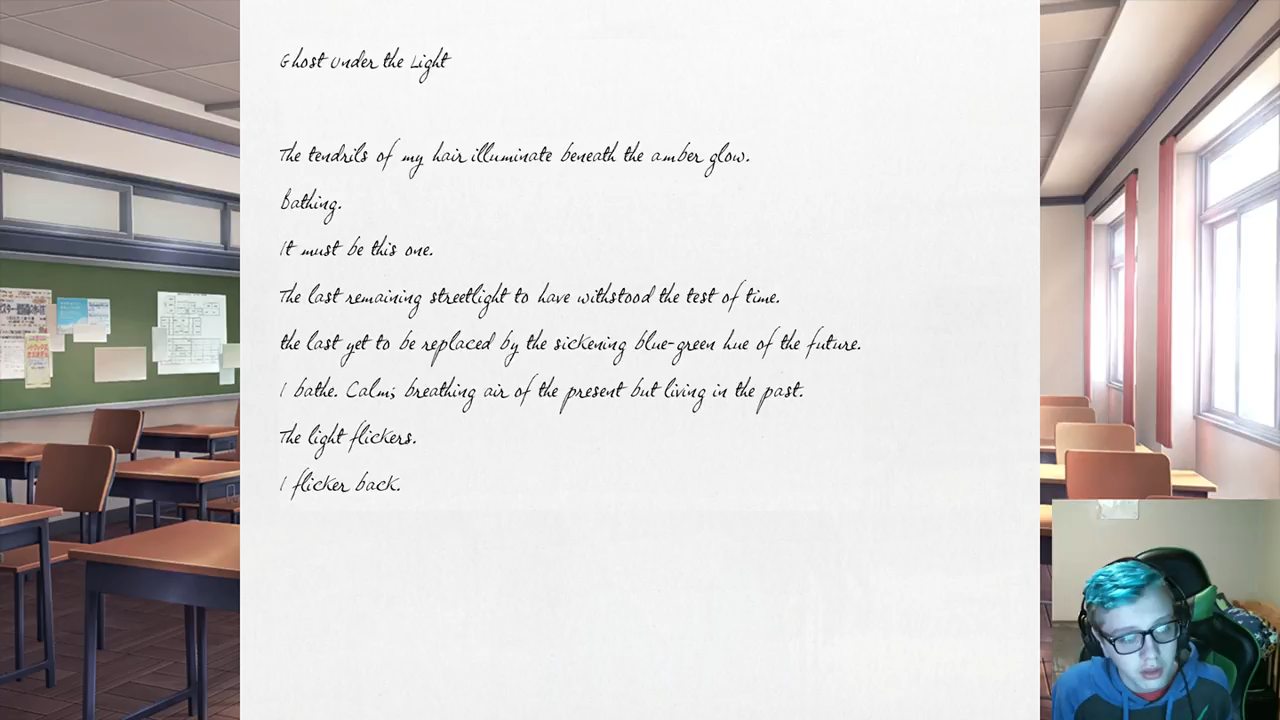 Ghost Under the Light
The tendrils of my hair illuminate beneath the amber glow.
Bathing.
It must be this one.
The last remaining streetlight to have withstood the test of time.
the last yet to be replaced by the sickening blue-green hue of the future.
I bathe. Calm; breathing air of the present but living in the past.
The light flickers.
I flicker back.